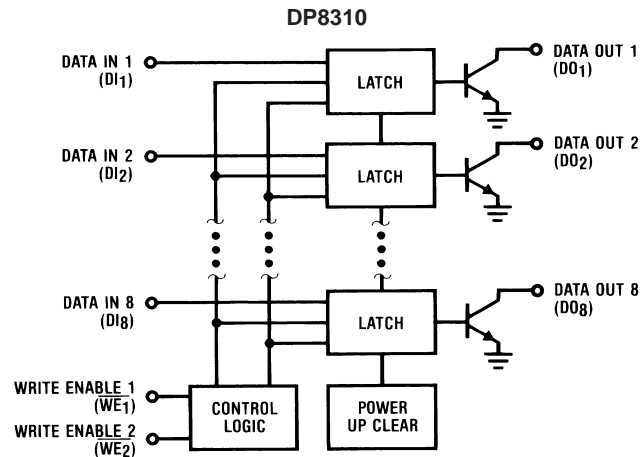 DP8310
DATA IN 1
(DI₁)
LATCH
DATA OUT 1
(DO₁)
DATA IN 2
(DI₂)
LATCH
DATA OUT 2
(DO₂)
DATA IN 8
(DI₈)
LATCH
DATA OUT 8
(DO₈)
WRITE ENABLE 1
(W̅E̅₁)
WRITE ENABLE 2
(W̅E̅₂)
CONTROL
LOGIC
POWER
UP CLEAR